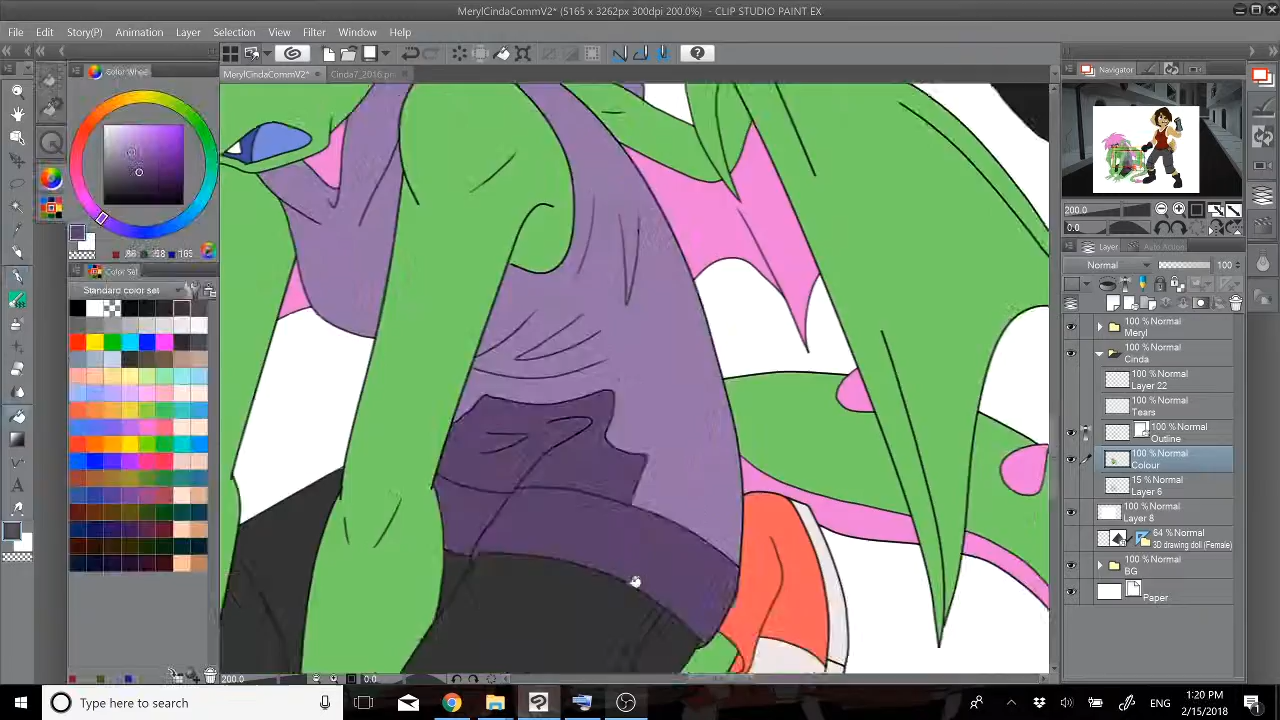 MerylCindaCommV2* (5165 x 3262px 300dpi 200.0%)  - CLIP STUDIO PAINT EX
File Edit Story(P) Animation Layer Selection View Filter Window Help
MerylCindaCommV2*
Color Wheel
Navigator
200.0
0.0
Layer Auto Action
Normal 100
Color Set
Standard color set
100 %Normal
Meryl
100 %Normal
Cinda
100 %Normal
Layer 22
100 %Normal
Tears
100 %Normal
Outline
100 %Normal
Colour
15 %Normal
Layer 6
100 %Normal
Layer 8
64 %Normal
3D drawing doll (Female)
100 %Normal
BG
Paper
200.0 0.0
Type here to search
ENG
1:20 PM
2/15/2018